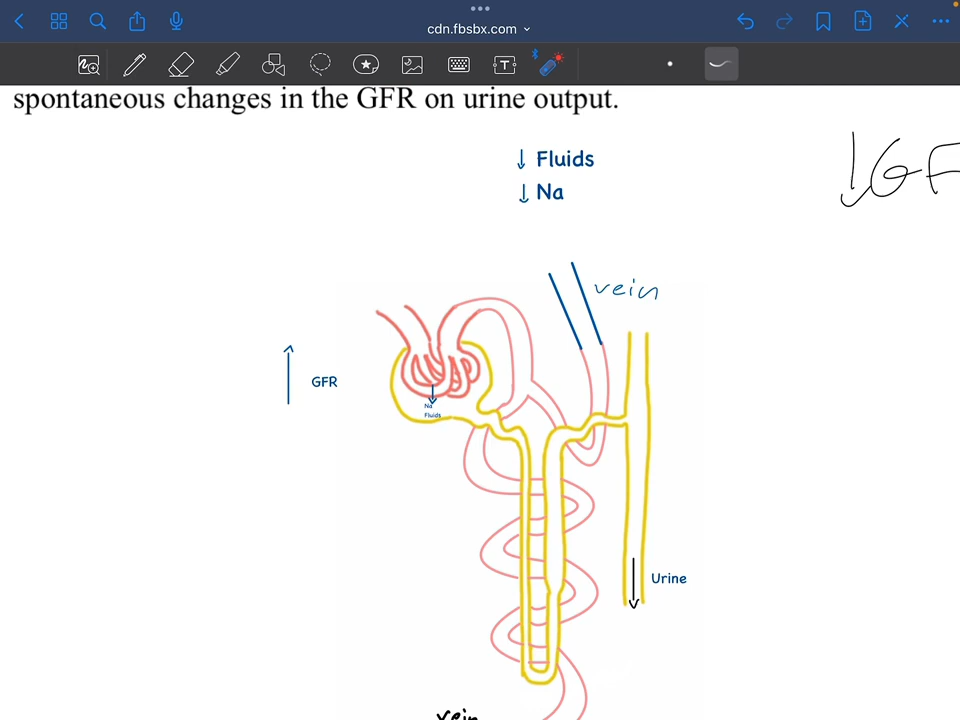 cdn.fbsbx.com
spontaneous changes in the GFR on urine output.
↓ Fluids
↓ Na
↓GF
vein
GFR
Na
Fluids
Urine
vein